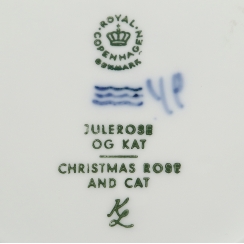 ROYAL
COPENHAGEN
DENMARK
JULEROSE
OG KAT
CHRISTMAS ROSE
AND CAT